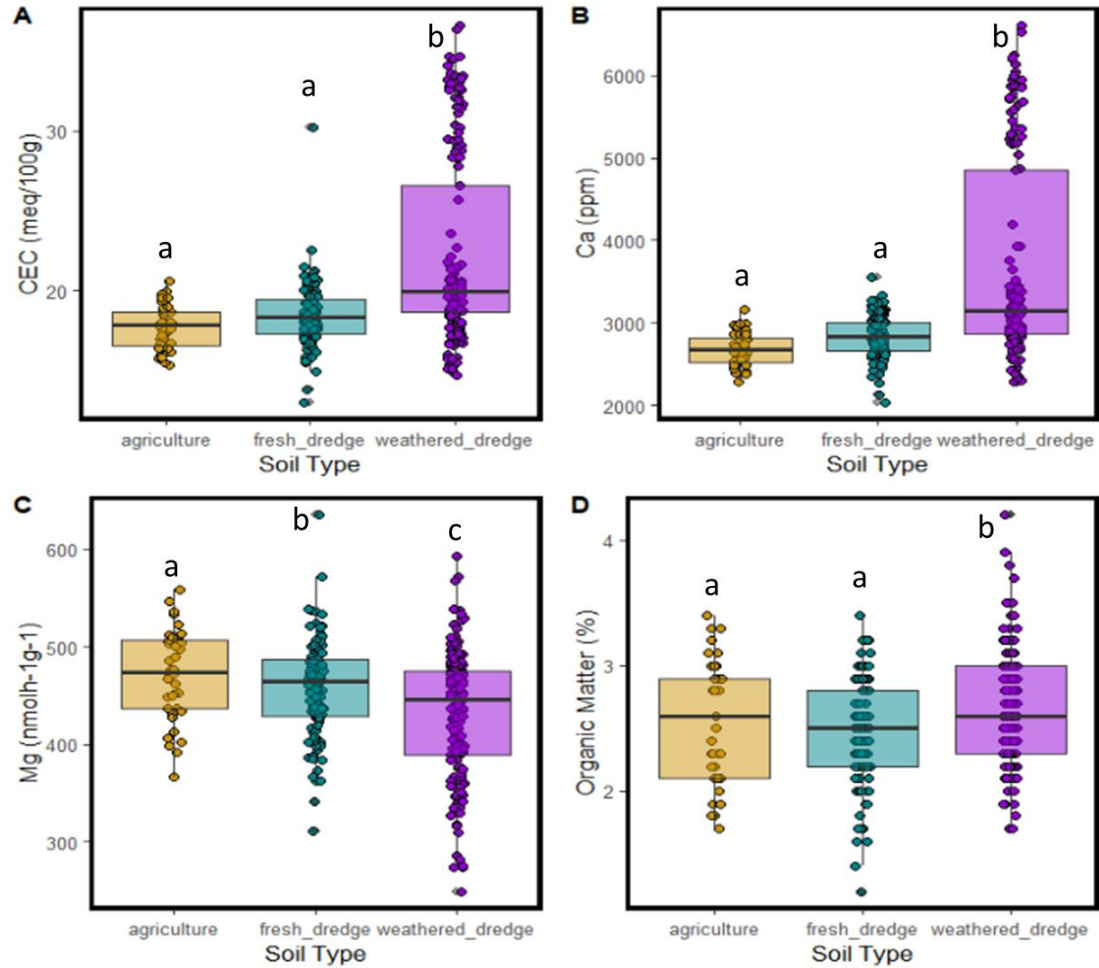 A
CEC (meq/100g)
30
20
a
a
b
agriculture fresh_dredge weathered_dredge
Soil Type
B
Ca (ppm)
6000
5000
4000
3000
2000
a
a
b
agriculture fresh_dredge weathered_dredge
Soil Type
C
Mg (nmolh-1g-1)
600
500
400
300
a
b
c
agriculture fresh_dredge weathered_dredge
Soil Type
D
Organic Matter (%)
4
3
2
a
a
b
agriculture fresh_dredge weathered_dredge
Soil Type